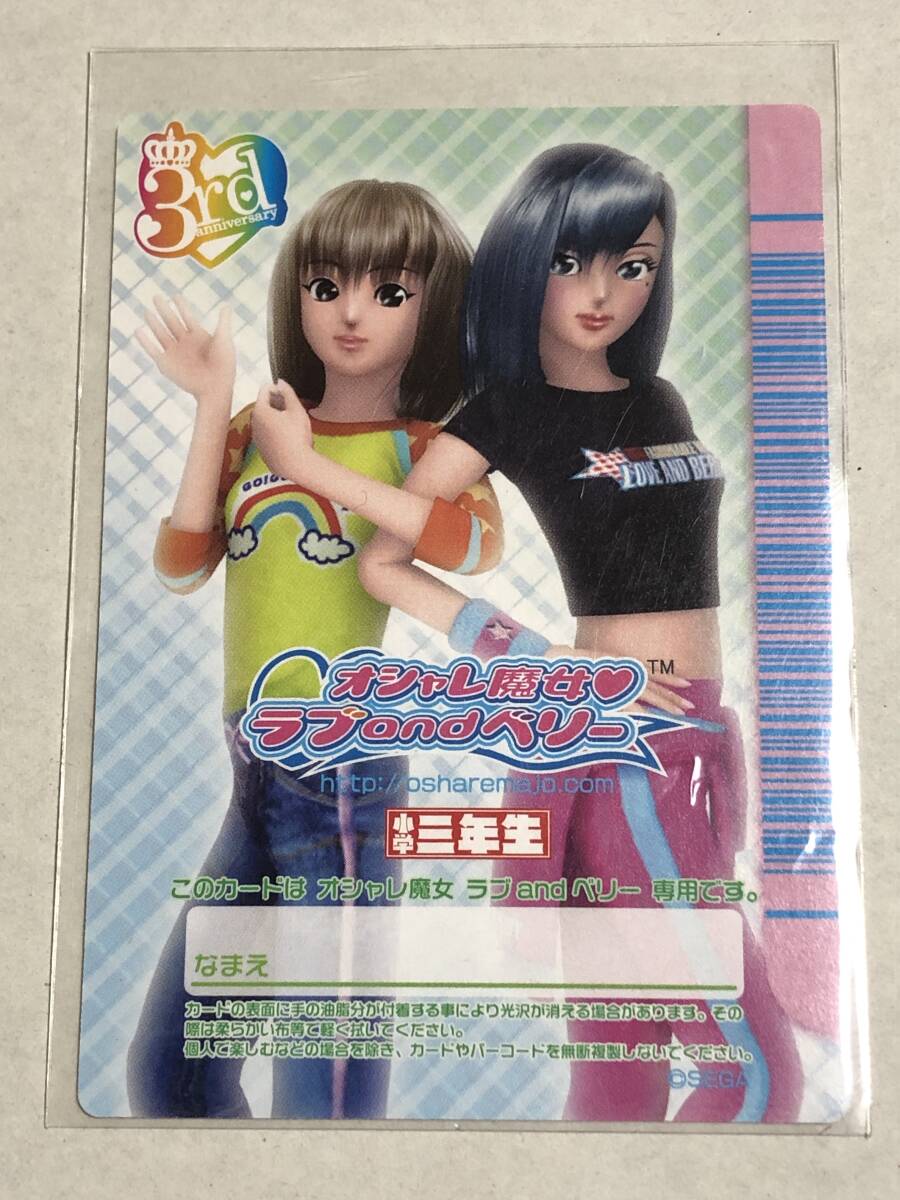 3rd
anniversary
LOVE AND BER
オシャレ魔女♥™
ラブandベリー
http://osharemajo.com
小学三年生
このカードは オシャレ魔女 ラブandベリー 専用です。
なまえ
カードの表面に手の油脂分が付着する事により光沢が消える場合があります。その
際は柔らかい布等で軽く拭いてください。
個人で楽しむなどの場合を除き、カードやバーコードを無断複製しないでください。
©SEGA